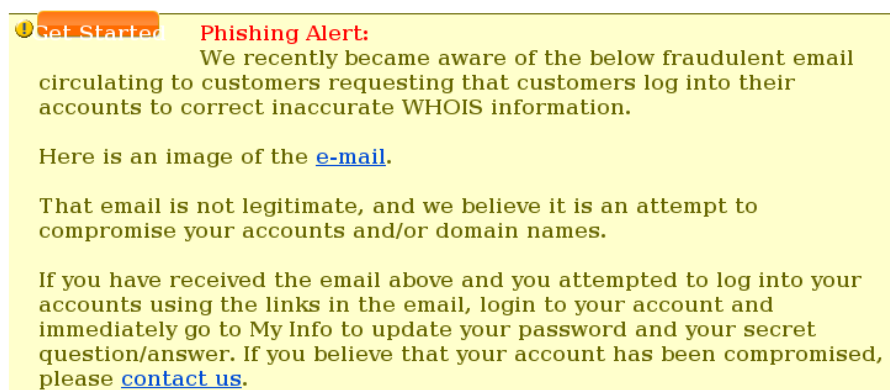 Get Started
Phishing Alert:
We recently became aware of the below fraudulent email
circulating to customers requesting that customers log into their
accounts to correct inaccurate WHOIS information.
Here is an image of the e-mail.
That email is not legitimate, and we believe it is an attempt to
compromise your accounts and/or domain names.
If you have received the email above and you attempted to log into your
accounts using the links in the email, login to your account and
immediately go to My Info to update your password and your secret
question/answer. If you believe that your account has been compromised,
please contact us.